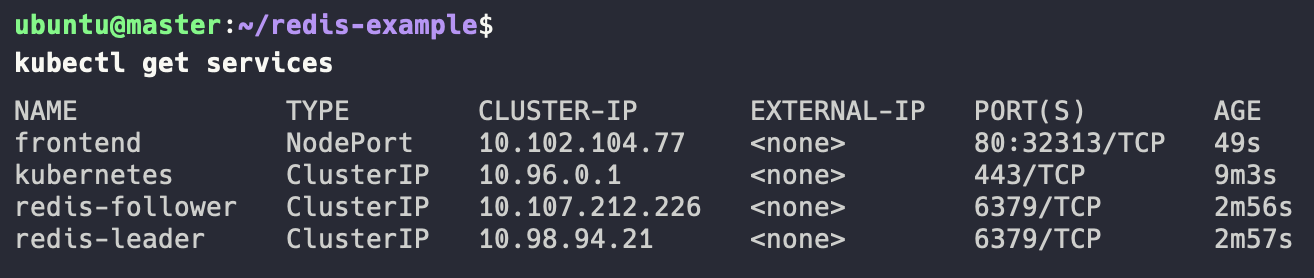 ubuntu@master:~/redis-example$
kubectl get services
NAME TYPE CLUSTER-IP EXTERNAL-IP PORT(S) AGE
frontend NodePort 10.102.104.77 <none> 80:32313/TCP 49s
kubernetes ClusterIP 10.96.0.1 <none> 443/TCP 9m3s
redis-follower ClusterIP 10.107.212.226 <none> 6379/TCP 2m56s
redis-leader ClusterIP 10.98.94.21 <none> 6379/TCP 2m57s